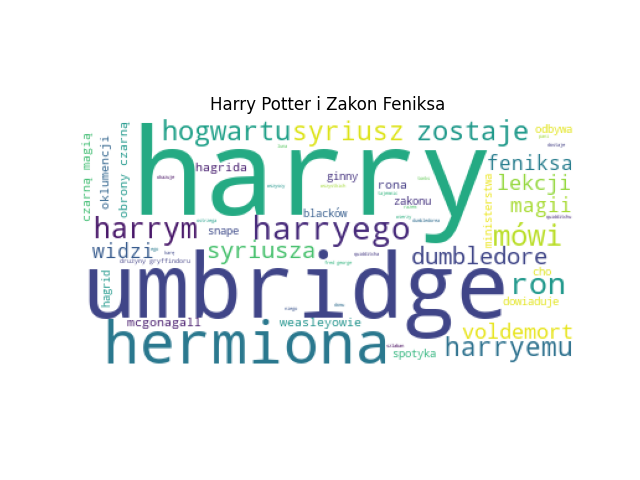 Harry Potter i Zakon Feniksa
hogwartu syriusz zostaje odbywa
harry
czarną magią
oklumencji
obrony czarną
hagrida
ginny
rona
zakonu
feniksa
lekcji
magii
ministerstwa
blacków
harrym snape harryego mówi
widzi syriusza dumbledore
drużyny gryffindoru
cho
umbridge
ron
hagrid
dowiaduje
mcgonagall weasleyowie voldemort
hermiona
spotyka harryemu